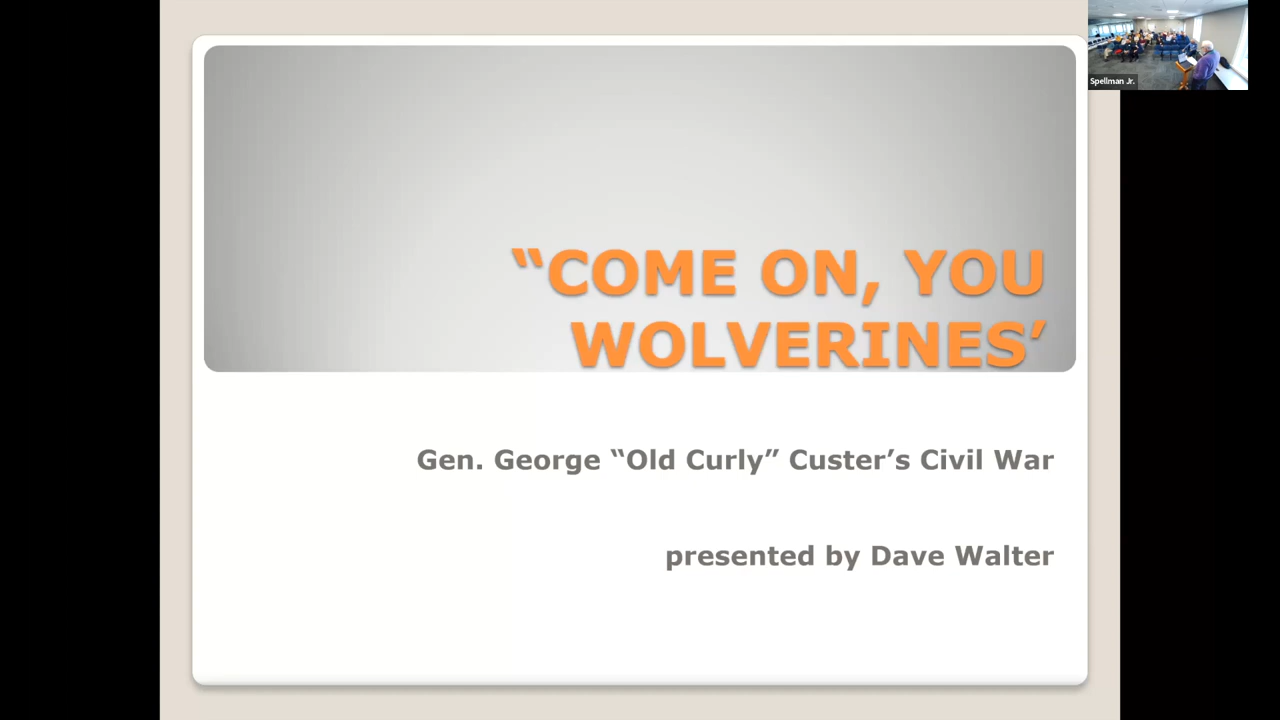 Spellman Jr.
“COME ON, YOU
WOLVERINES’
Gen. George “Old Curly” Custer’s Civil War
presented by Dave Walter